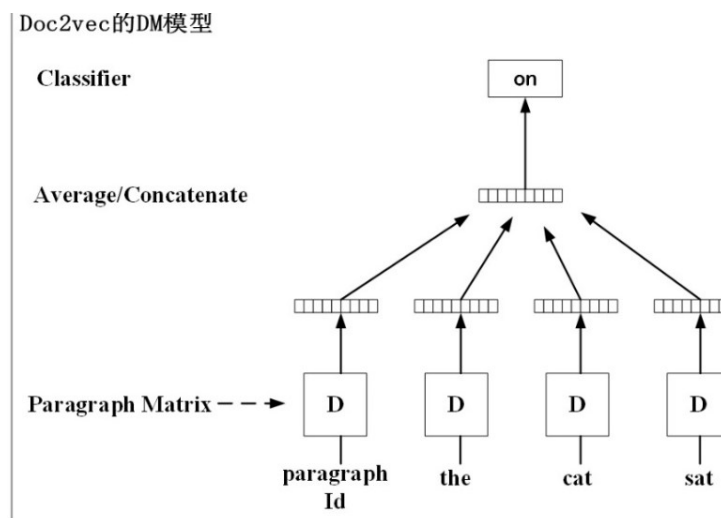 Doc2vec的DM模型
Classifier
on
Average/Concatenate
Paragraph Matrix
D
D
D
D
paragraph
Id
the
cat
sat